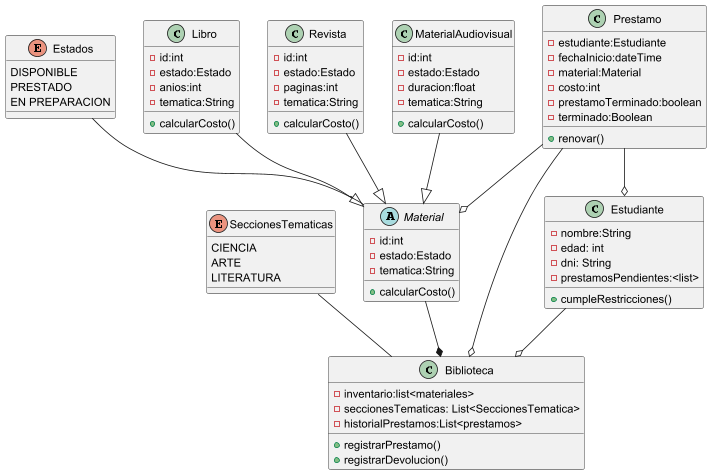 E Estados
DISPONIBLE
PRESTADO
EN PREPARACION
C Libro
id:int
estado:Estado
anios:int
tematica:String
calcularCosto()
C Revista
id:int
estado:Estado
paginas:int
tematica:String
calcularCosto()
C MaterialAudiovisual
id:int
estado:Estado
duracion:float
tematica:String
calcularCosto()
C Prestamo
estudiante:Estudiante
fechaInicio:dateTime
material:Material
costo:int
prestamoTerminado:boolean
terminado:Boolean
renovar()
E SeccionesTematicas
CIENCIA
ARTE
LITERATURA
A Material
id:int
estado:Estado
tematica:String
calcularCosto()
C Estudiante
nombre:String
edad: int
dni: String
prestamosPendientes:<list>
cumpleRestricciones()
C Biblioteca
inventario:list<materiales>
seccionesTematicas: List<SeccionesTematica>
historialPrestamos:List<prestamos>
registrarPrestamo()
registrarDevolucion()